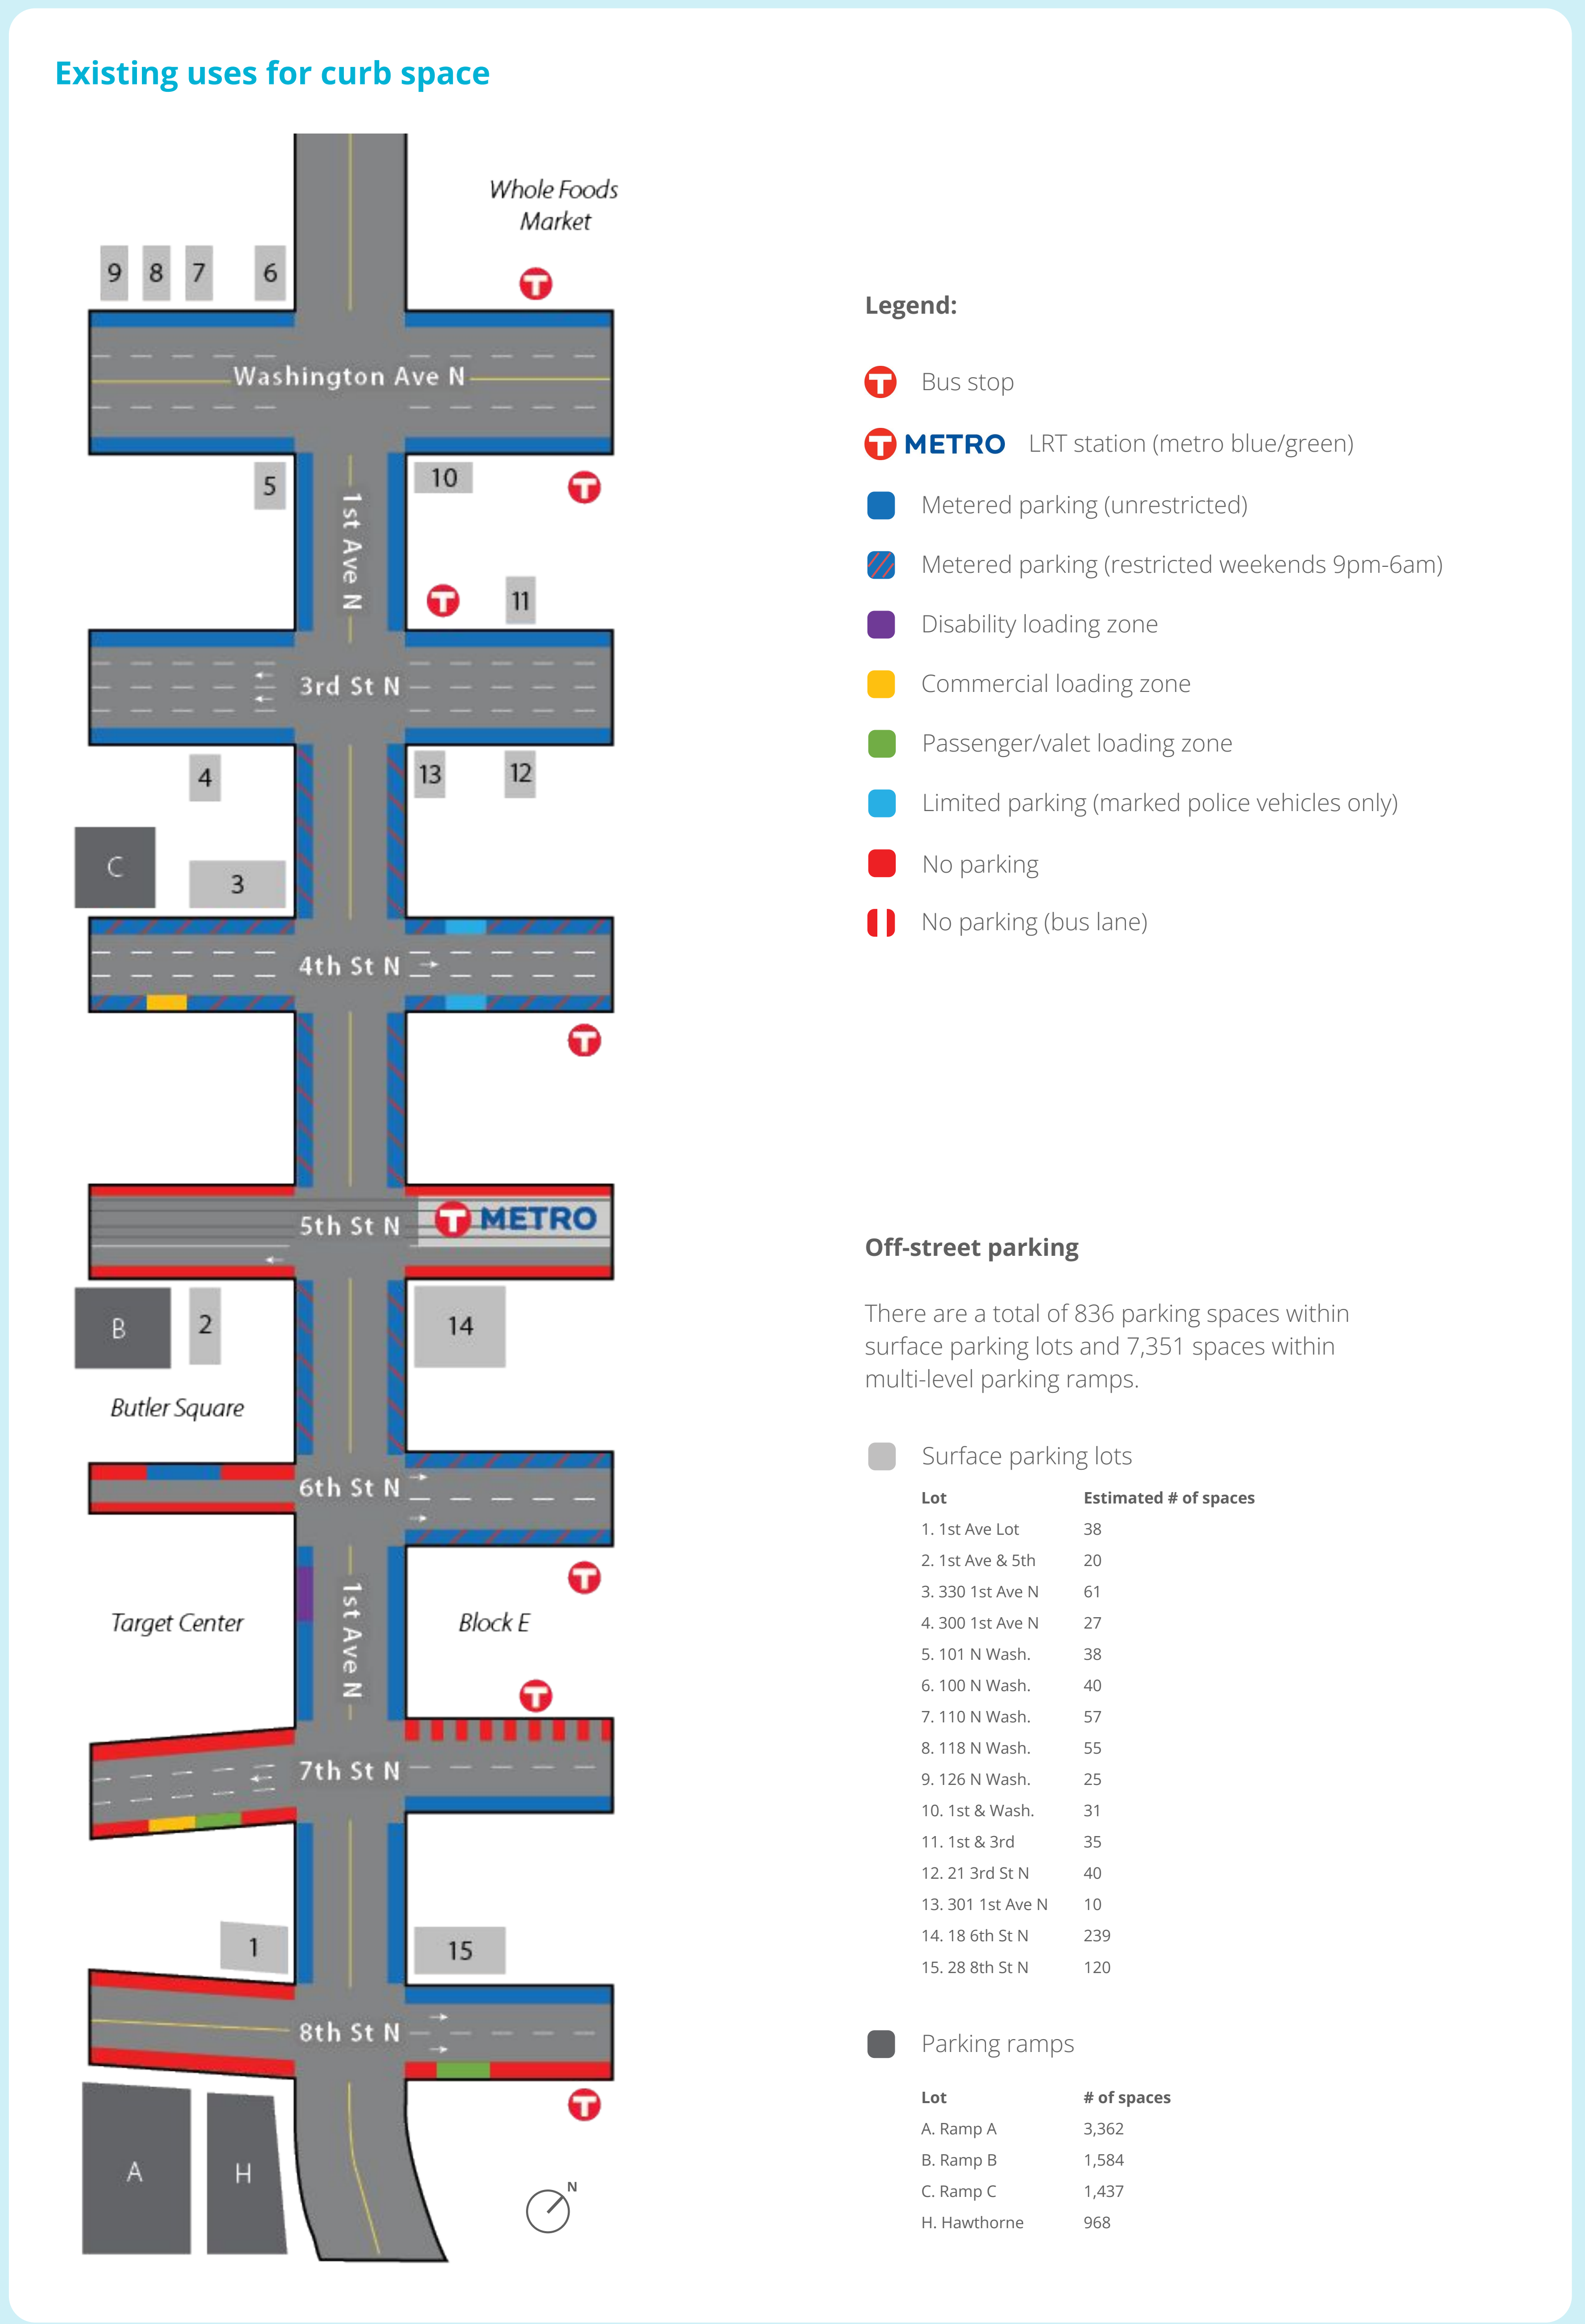 Existing uses for curb space
Whole Foods
Market
9
8
7
6
T
Washington Ave N
5
10
T
1st Ave N
T
11
3rd St N
4
13
12
C
3
4th St N
T
5th St N
T METRO
B
2
14
Butler Square
6th St N
T
Target Center
1st Ave N
Block E
T
7th St N
1
15
8th St N
T
A
H
N
Legend:
T Bus stop
T METRO LRT station (metro blue/green)
Metered parking (unrestricted)
Metered parking (restricted weekends 9pm-6am)
Disability loading zone
Commercial loading zone
Passenger/valet loading zone
Limited parking (marked police vehicles only)
No parking
No parking (bus lane)
Off-street parking
There are a total of 836 parking spaces within
surface parking lots and 7,351 spaces within
multi-level parking ramps.
Surface parking lots
Lot Estimated # of spaces
1. 1st Ave Lot 38
2. 1st Ave & 5th 20
3. 330 1st Ave N 61
4. 300 1st Ave N 27
5. 101 N Wash. 38
6. 100 N Wash. 40
7. 110 N Wash. 57
8. 118 N Wash. 55
9. 126 N Wash. 25
10. 1st & Wash. 31
11. 1st & 3rd 35
12. 21 3rd St N 40
13. 301 1st Ave N 10
14. 18 6th St N 239
15. 28 8th St N 120
Parking ramps
Lot # of spaces
A. Ramp A 3,362
B. Ramp B 1,584
C. Ramp C 1,437
H. Hawthorne 968